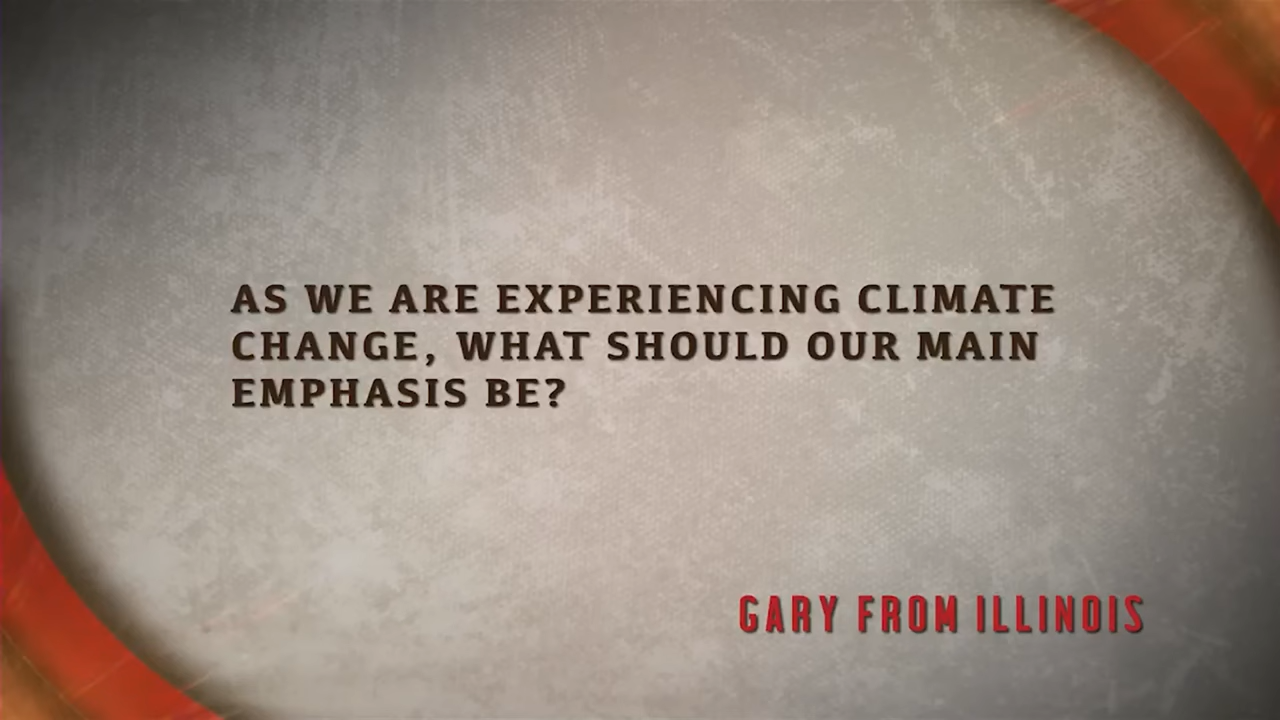 AS WE ARE EXPERIENCING CLIMATE
CHANGE, WHAT SHOULD OUR MAIN
EMPHASIS BE?
GARY FROM ILLINOIS